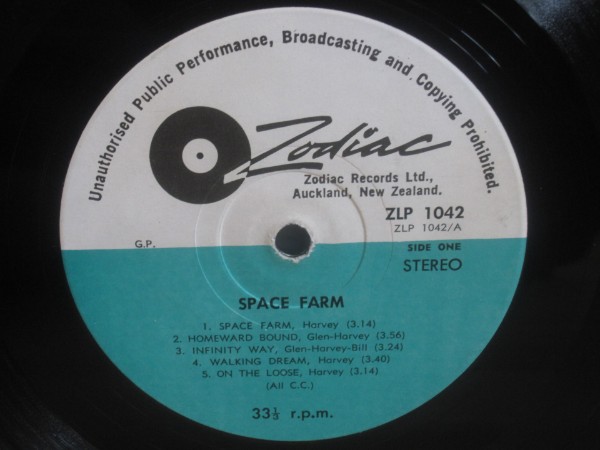 Unauthorised Public Performance, Broadcasting and Copying Prohibited.
Zodiac
Zodiac Records Ltd.,
Auckland, New Zealand.
ZLP 1042
ZLP 1042/A
G.P.
SIDE ONE
STEREO
SPACE FARM
1. SPACE FARM, Harvey (3.14)
2. HOMEWARD BOUND, Glen-Harvey (3.56)
3. INFINITY WAY, Glen-Harvey-Bill (3.24)
4. WALKING DREAM, Harvey (3.40)
5. ON THE LOOSE, Harvey (3.14)
(All C.C.)
33⅓ r.p.m.